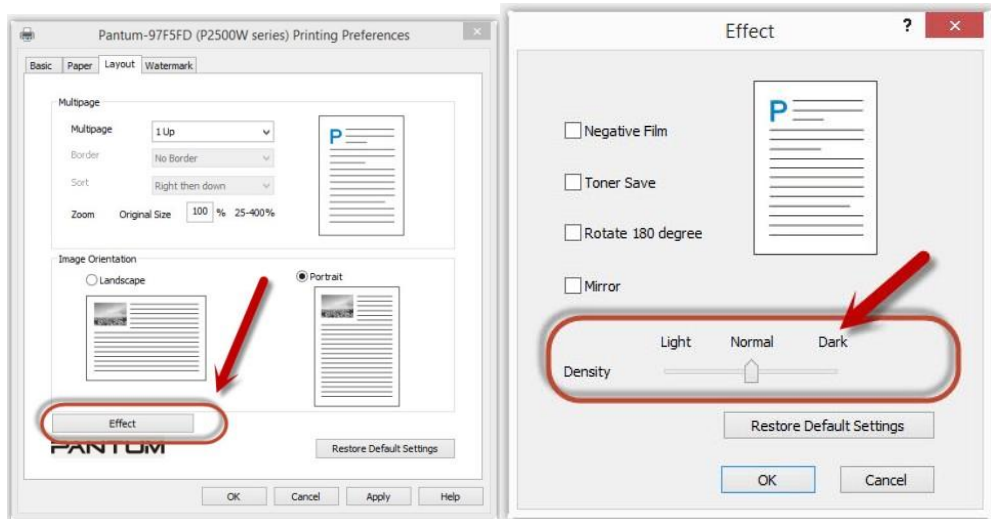 Pantum-97F5FD (P2500W series) Printing Preferences
Basic Paper Layout Watermark
Multipage
Multipage 1 Up
Border No Border
Sort Right then down
Zoom Original Size 100 % 25-400%
P
Image Orientation
Landscape Portrait
Effect
PANTUM
Restore Default Settings
OK Cancel Apply Help
Effect ?
P
Negative Film
Toner Save
Rotate 180 degree
Mirror
Light Normal Dark
Density
Restore Default Settings
OK Cancel